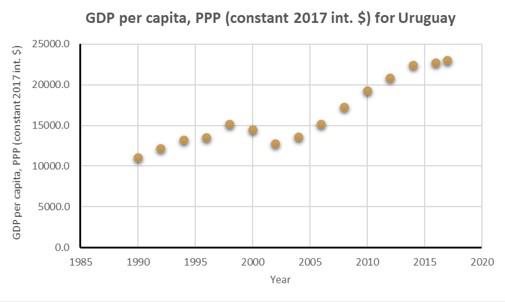 GDP per capita, PPP (constant 2017 int. $) for Uruguay
GDP per capita, PPP (constant 2017 int. $)
25000.0
20000.0
15000.0
10000.0
5000.0
0.0
1985 1990 1995 2000 2005 2010 2015 2020
Year